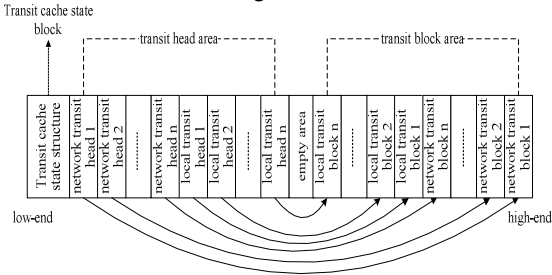 Transit cache state
block
transit head area
transit block area
Transit cache
state structure
network transit
head 1
network transit
head 2
............
network transit
head n
local transit
head 1
local transit
head 2
............
local transit
head n
empty area
local transit
block n
............
local transit
block 2
local transit
block 1
network transit
block n
............
network transit
block 2
network transit
block 1
low-end
high-end